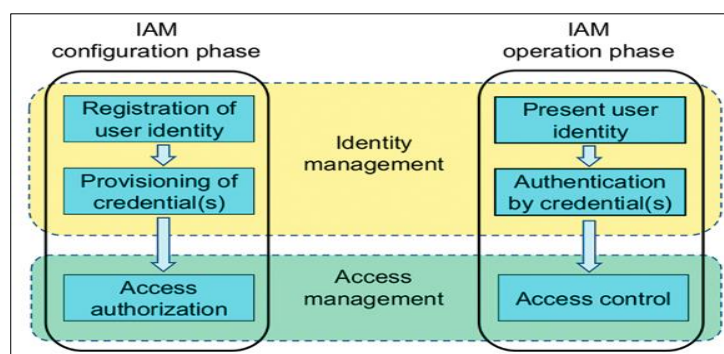 IAM
configuration phase
IAM
operation phase
Registration of
user identity
Present user
identity
Identity
management
Provisioning of
credential(s)
Authentication
by credential(s)
Access
authorization
Access
management
Access control